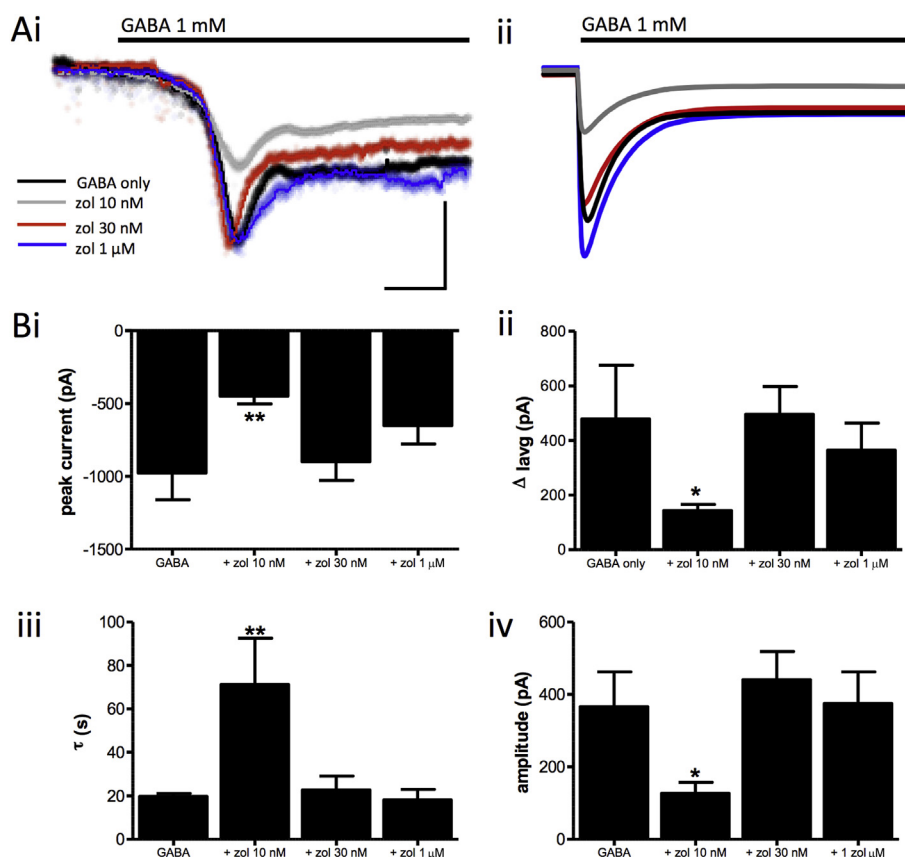 Ai
GABA 1 mM
ii
GABA 1 mM
GABA only
zol 10 nM
zol 30 nM
zol 1 μM
Bi
peak current (pA)
0
-500
-1000
-1500
**
GABA
+ zol 10 nM
+ zol 30 nM
+ zol 1 μM
ii
Δ Iavg (pA)
800
600
400
200
0
*
GABA only
+ zol 10 nM
+ zol 30 nM
+ zol 1 μM
iii
τ (s)
100
80
60
40
20
0
**
GABA
+ zol 10 nM
+ zol 30 nM
+ zol 1 μM
iv
amplitude (pA)
600
400
200
0
*
GABA
+ zol 10 nM
+ zol 30 nM
+ 1 zol μM